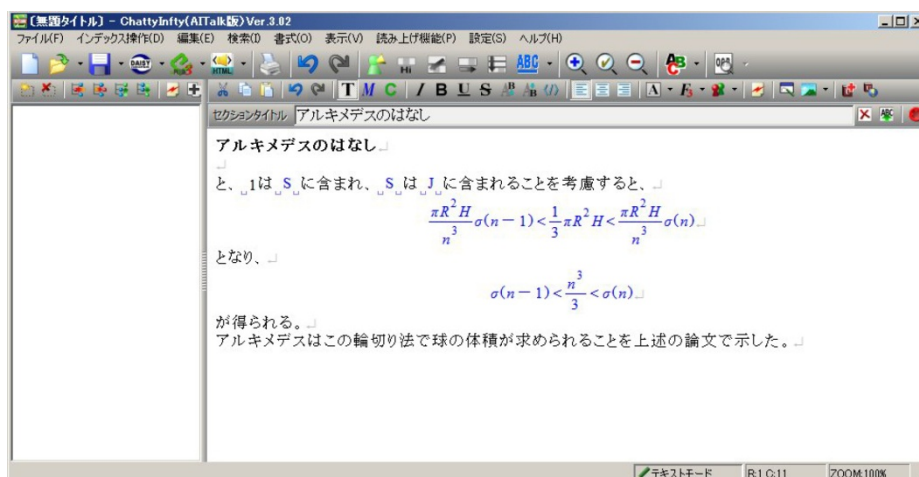 〔無題タイトル〕 - ChattyInfty(AITalk版) Ver.3.02
ファイル(F) インデックス操作(D) 編集(E) 検索(I) 書式(O) 表示(V) 読み上げ機能(P) 設定(S) ヘルプ(H)
DAISY HTML Hi ABC
T M C I B U S
セクションタイトル アルキメデスのはなし
アルキメデスのはなし
と、1は S に含まれ、 S は J に含まれることを考慮すると、
\frac{πR^2H}{n^3}σ(n−1)<\frac{1}{3}πR^2H<\frac{πR^2H}{n^3}σ(n)
となり、
σ(n−1)<\frac{n^3}{3}<σ(n)
が得られる。
アルキメデスはこの輪切り法で球の体積が求められることを上述の論文で示した。
テキストモード R:1 C:11 ZOOM:100%